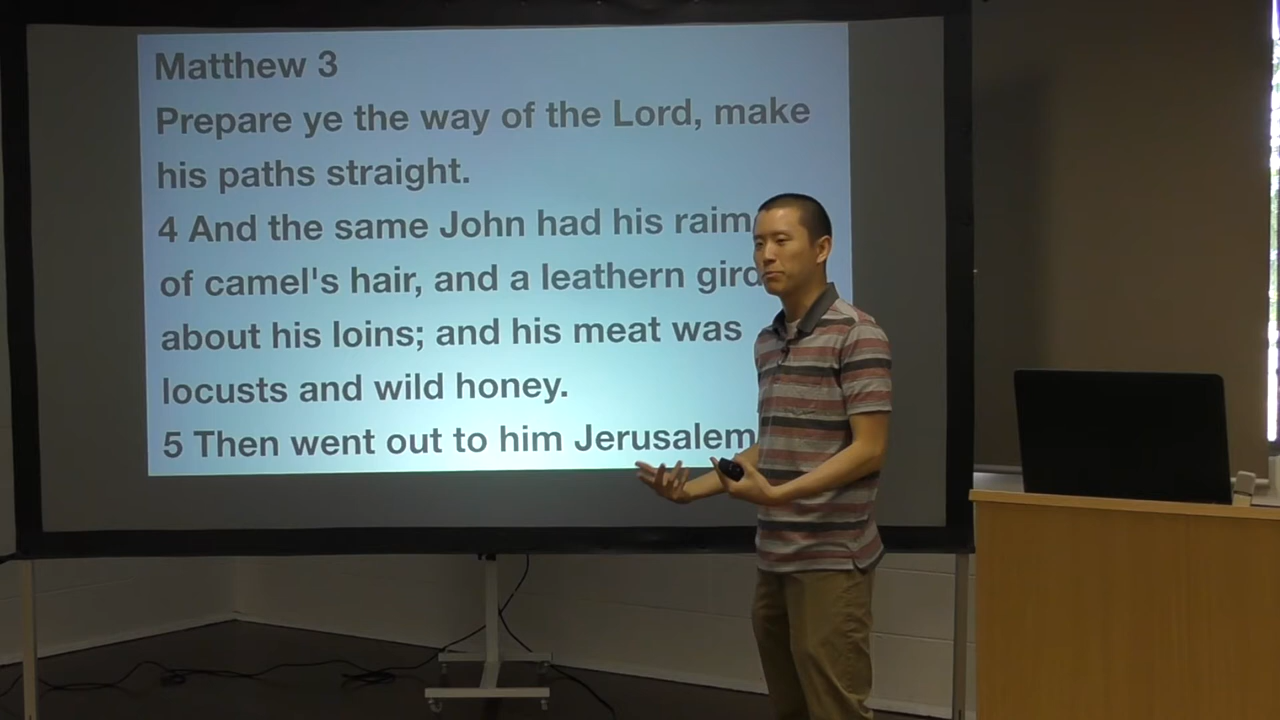 Matthew 3
Prepare ye the way of the Lord, make
his paths straight.
4 And the same John had his
of camel's hair, and a leathern
about his loins; and his meat was
locusts and wild honey.
5 Then went out to him Jerusalem